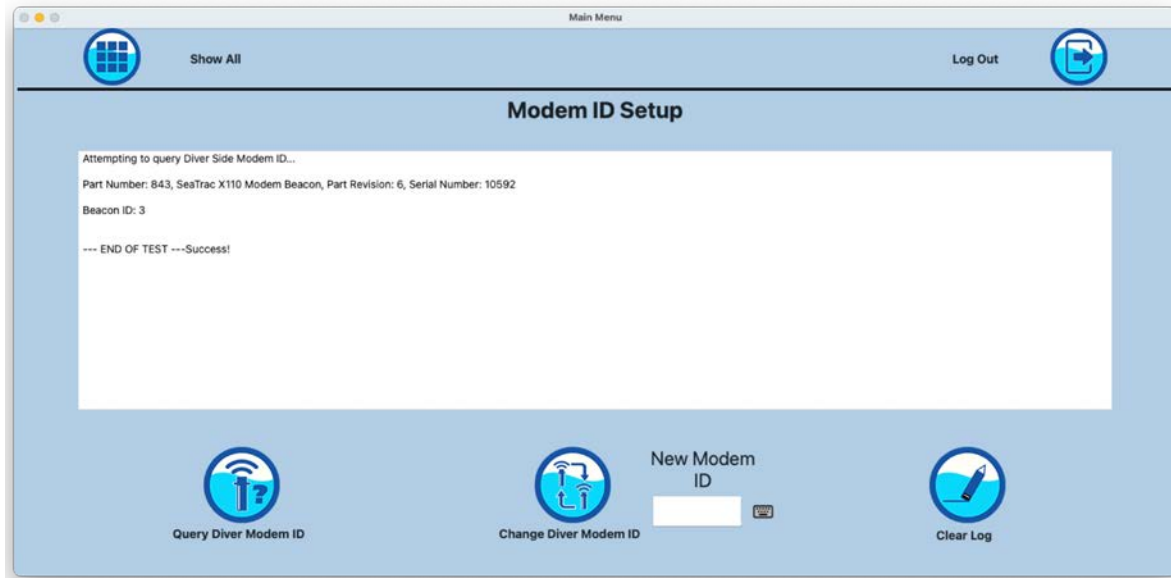 Main Menu
Show All
Log Out
Modem ID Setup
Attempting to query Diver Side Modem ID...
Part Number: 843, SeaTrac X110 Modem Beacon, Part Revision: 6, Serial Number: 10592
Beacon ID: 3
--- END OF TEST ---Success!
New Modem
ID
?
Query Diver Modem ID
Change Diver Modem ID
Clear Log